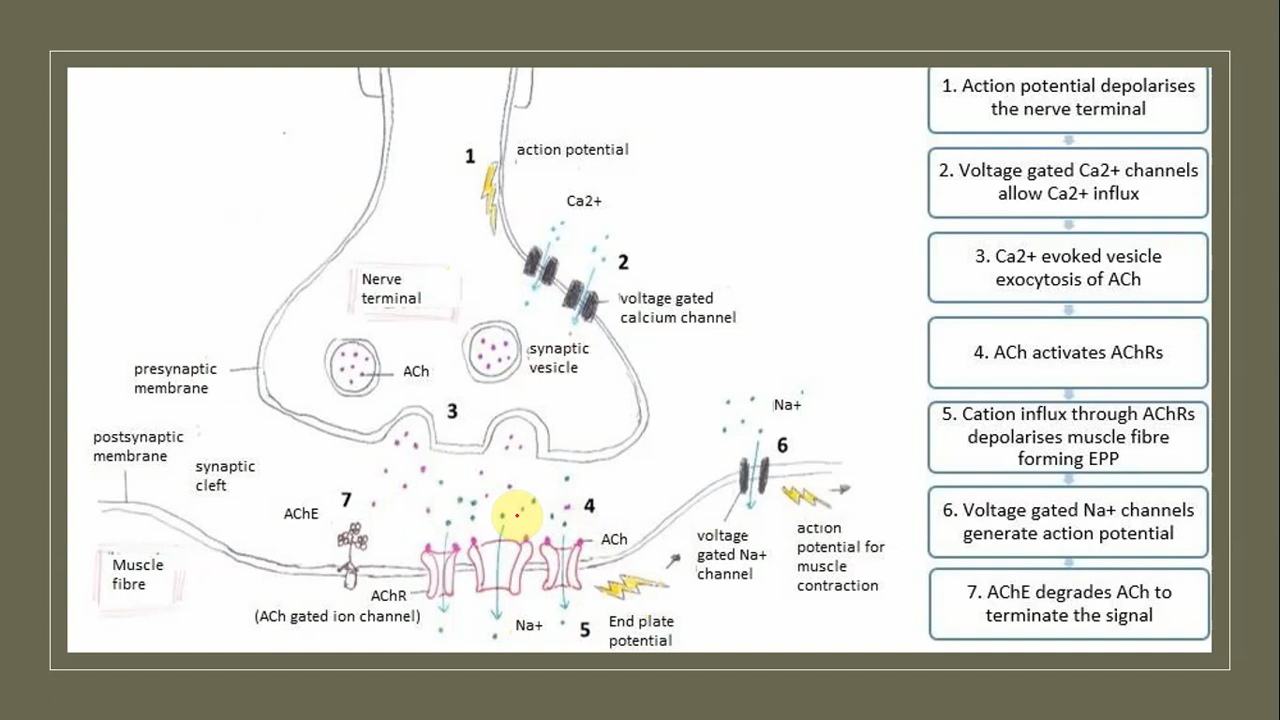 1
action potential
Ca2+
2
voltage gated
calcium channel
Nerve
terminal
synaptic
vesicle
ACh
presynaptic
membrane
3
postsynaptic
membrane
synaptic
cleft
Na+
6
7
AChE
4
ACh
voltage
gated Na+
channel
action
potential for
muscle
contraction
Muscle
fibre
AChR
(ACh gated ion channel)
Na+
5
End plate
potential
1. Action potential depolarises
the nerve terminal
2. Voltage gated Ca2+ channels
allow Ca2+ influx
3. Ca2+ evoked vesicle
exocytosis of ACh
4. ACh activates AChRs
5. Cation influx through AChRs
depolarises muscle fibre
forming EPP
6. Voltage gated Na+ channels
generate action potential
7. AChE degrades ACh to
terminate the signal